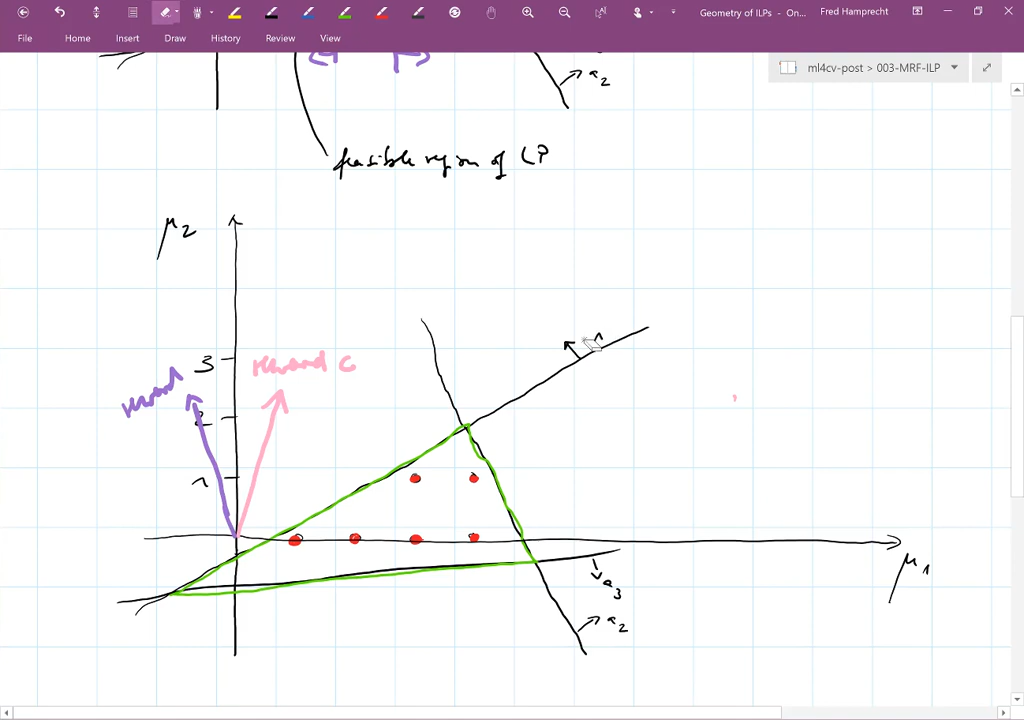 Geometry of ILPs - On...
Fred Hamprecht
File Home Insert Draw History Review View
ml4cv-post > 003-MRF-ILP
a2
feasible region of LP
μ2
3
reward c
reward
2
1
μ1
a3
a2